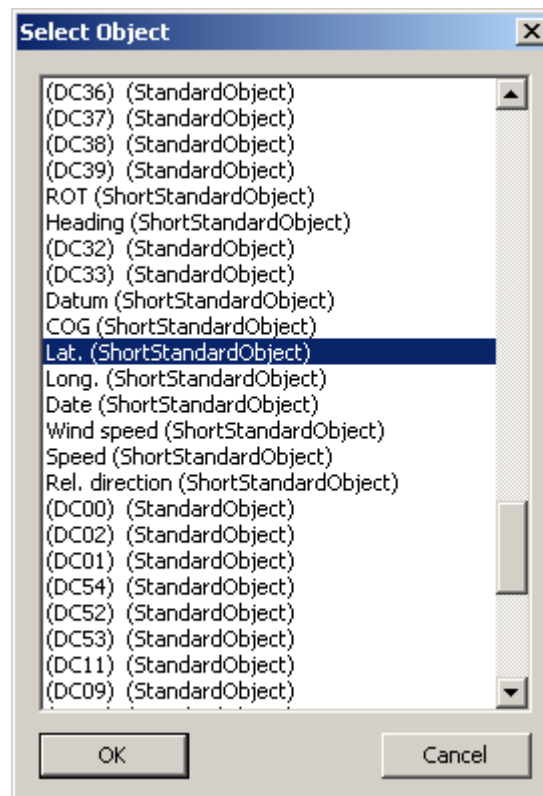 Select Object
(DC36) (StandardObject)
(DC37) (StandardObject)
(DC38) (StandardObject)
(DC39) (StandardObject)
ROT (ShortStandardObject)
Heading (ShortStandardObject)
(DC32) (StandardObject)
(DC33) (StandardObject)
Datum (ShortStandardObject)
COG (ShortStandardObject)
Lat. (ShortStandardObject)
Long. (ShortStandardObject)
Date (ShortStandardObject)
Wind speed (ShortStandardObject)
Speed (ShortStandardObject)
Rel. direction (ShortStandardObject)
(DC00) (StandardObject)
(DC02) (StandardObject)
(DC01) (StandardObject)
(DC54) (StandardObject)
(DC52) (StandardObject)
(DC53) (StandardObject)
(DC11) (StandardObject)
(DC09) (StandardObject)
OK Cancel